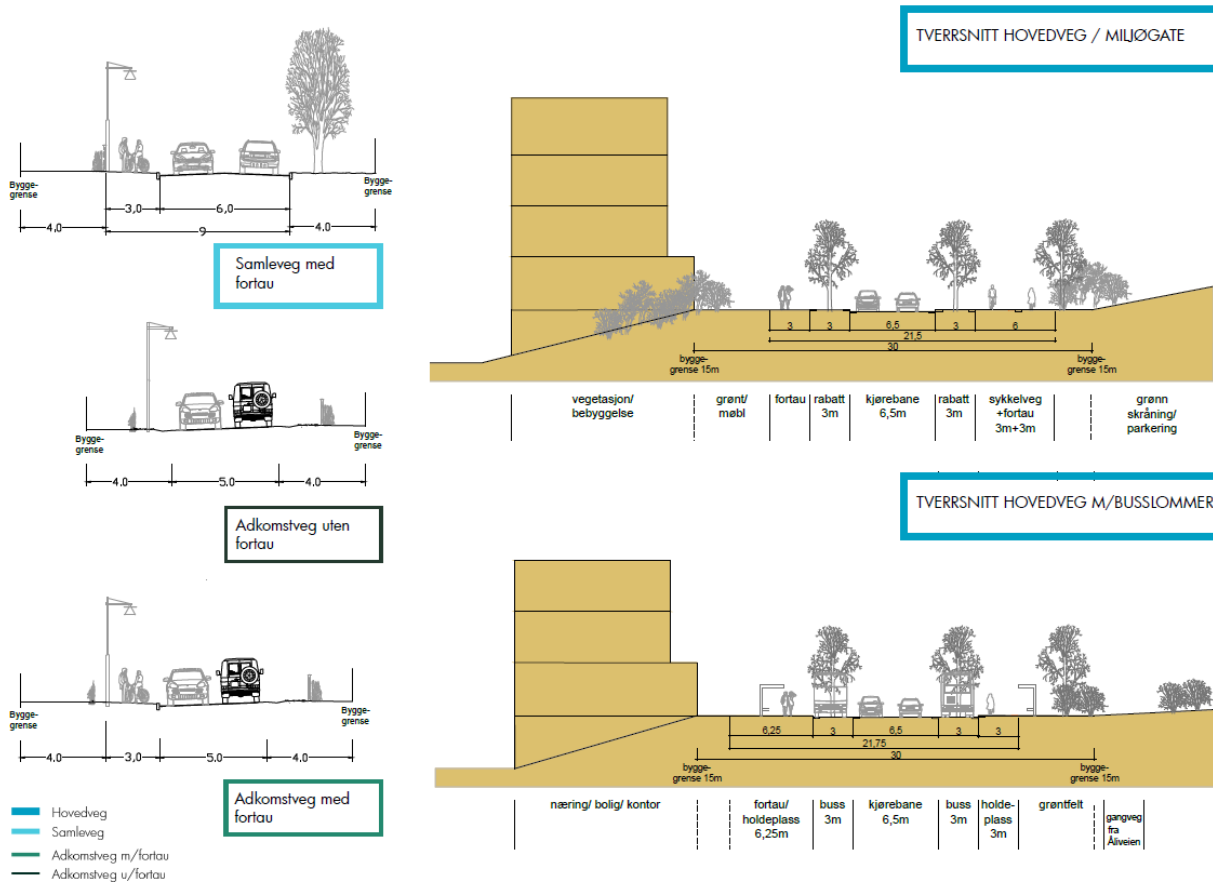 Bygge-
grense
Bygge-
grense
4.0
3,0
6,0
4.0
9
Samleveg med
fortau
Bygge-
grense
Bygge-
grense
4.0
5.0
4.0
Adkomstveg uten
fortau
Bygge-
grense
Bygge-
grense
4.0
3,0
5.0
4.0
Adkomstveg med
fortau
Hovedveg
Samleveg
Adkomstveg m/fortau
Adkomstveg u/fortau
TVERRSNITT HOVEDVEG / MILJØGATE
3
3
6,5
3
6
21,5
30
bygge-
grense 15m
bygge-
grense 15m
vegetasjon/
bebyggelse
grønt/
møbl
fortau
rabatt
3m
kjørebane
6,5m
rabatt
3m
sykkelveg
+fortau
3m+3m
grønn
skråning/
parkering
TVERRSNITT HOVEDVEG M/BUSSLOMMER
6,25
3
6,5
3
3
21,75
30
bygge-
grense 15m
bygge-
grense 15m
næring/ bolig/ kontor
fortau/
holdeplass
6,25m
buss
3m
kjørebane
6,5m
buss
3m
holde-
plass
3m
grøntfelt
gangveg
fra
Åliveien